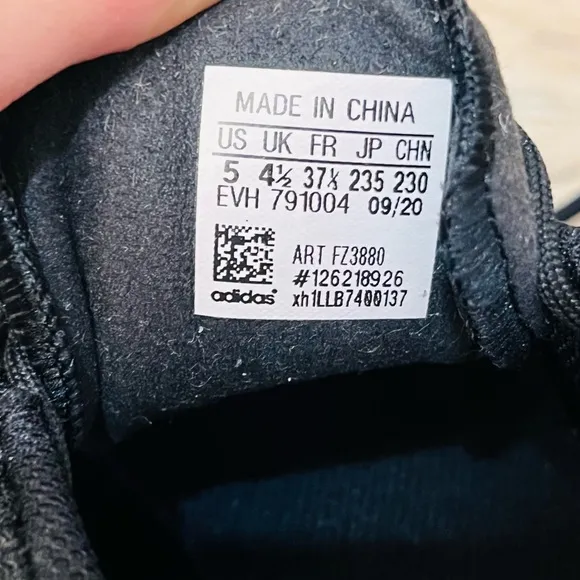 MADE IN CHINA
US UK FR JP CHN
5 4½ 37⅓ 235 230
EVH 791004 09/20
ART FZ3880
#126218926
adidas xh1LLB7400137